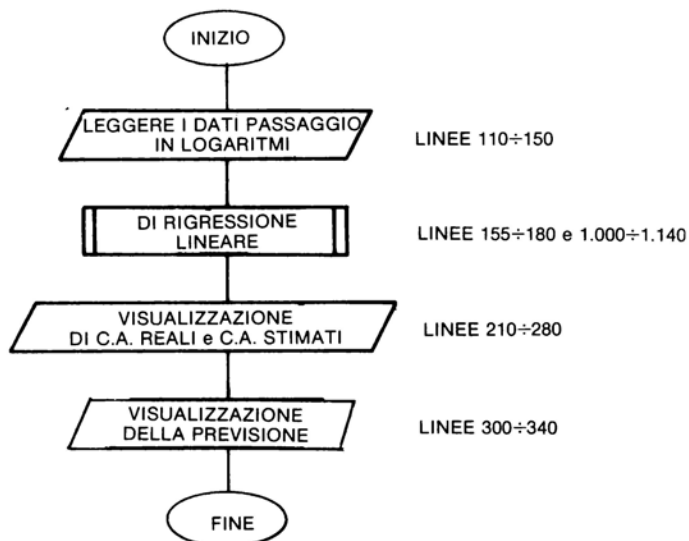 INIZIO
LEGGERE I DATI PASSAGGIO
IN LOGARITMI
LINEE 110÷150
DI RIGRESSIONE
LINEARE
LINEE 155÷180 e 1.000÷1.140
VISUALIZZAZIONE
DI C.A. REALI e C.A. STIMATI
LINEE 210÷280
VISUALIZZAZIONE
DELLA PREVISIONE
LINEE 300÷340
FINE